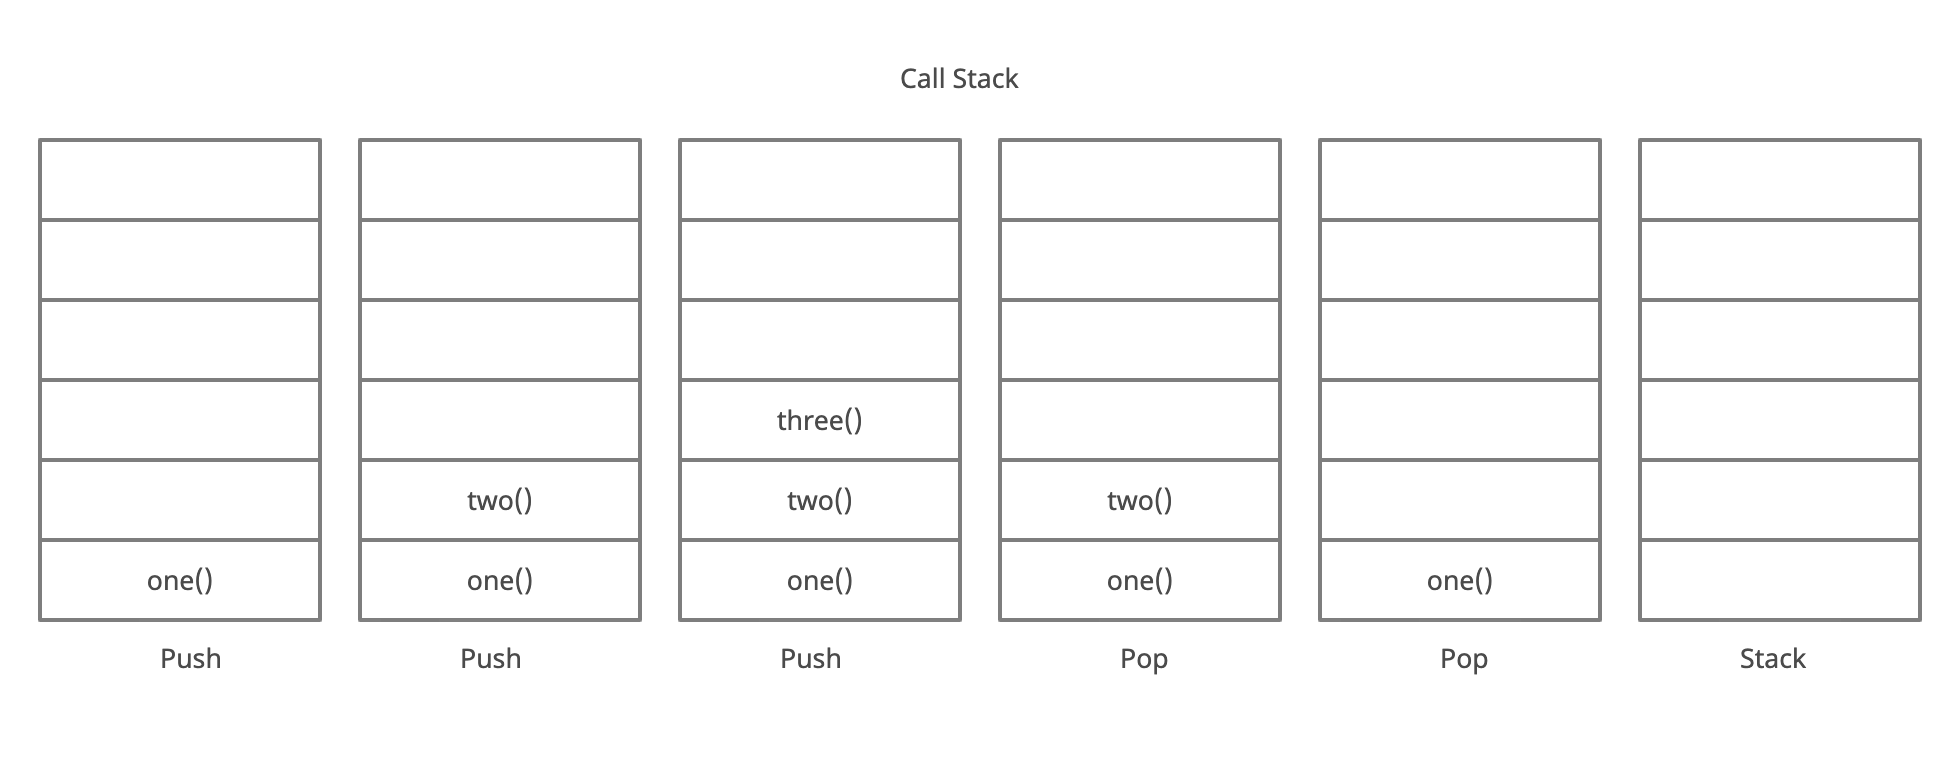 Call Stack
three()
two() two() two()
one() one() one() one() one()
Push Push Push Pop Pop Stack